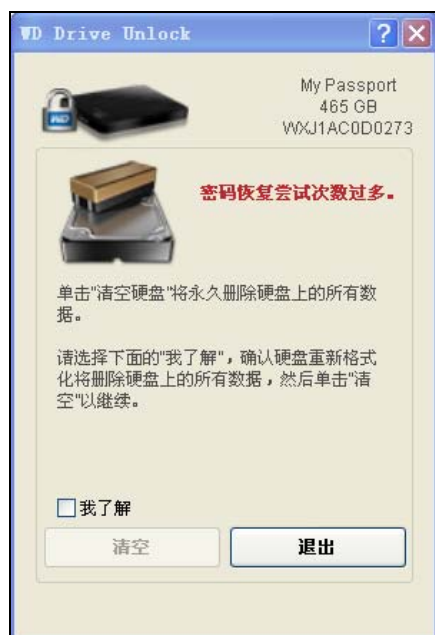 WD Drive Unlock
My Passport
465 GB
WXJ1AC0D0273
密码恢复尝试次数过多。
单击"清空硬盘"将永久删除硬盘上的所有数
据。
请选择下面的"我了解"，确认硬盘重新格式
化将删除硬盘上的所有数据，然后单击"清
空"以继续。
我了解
清空
退出